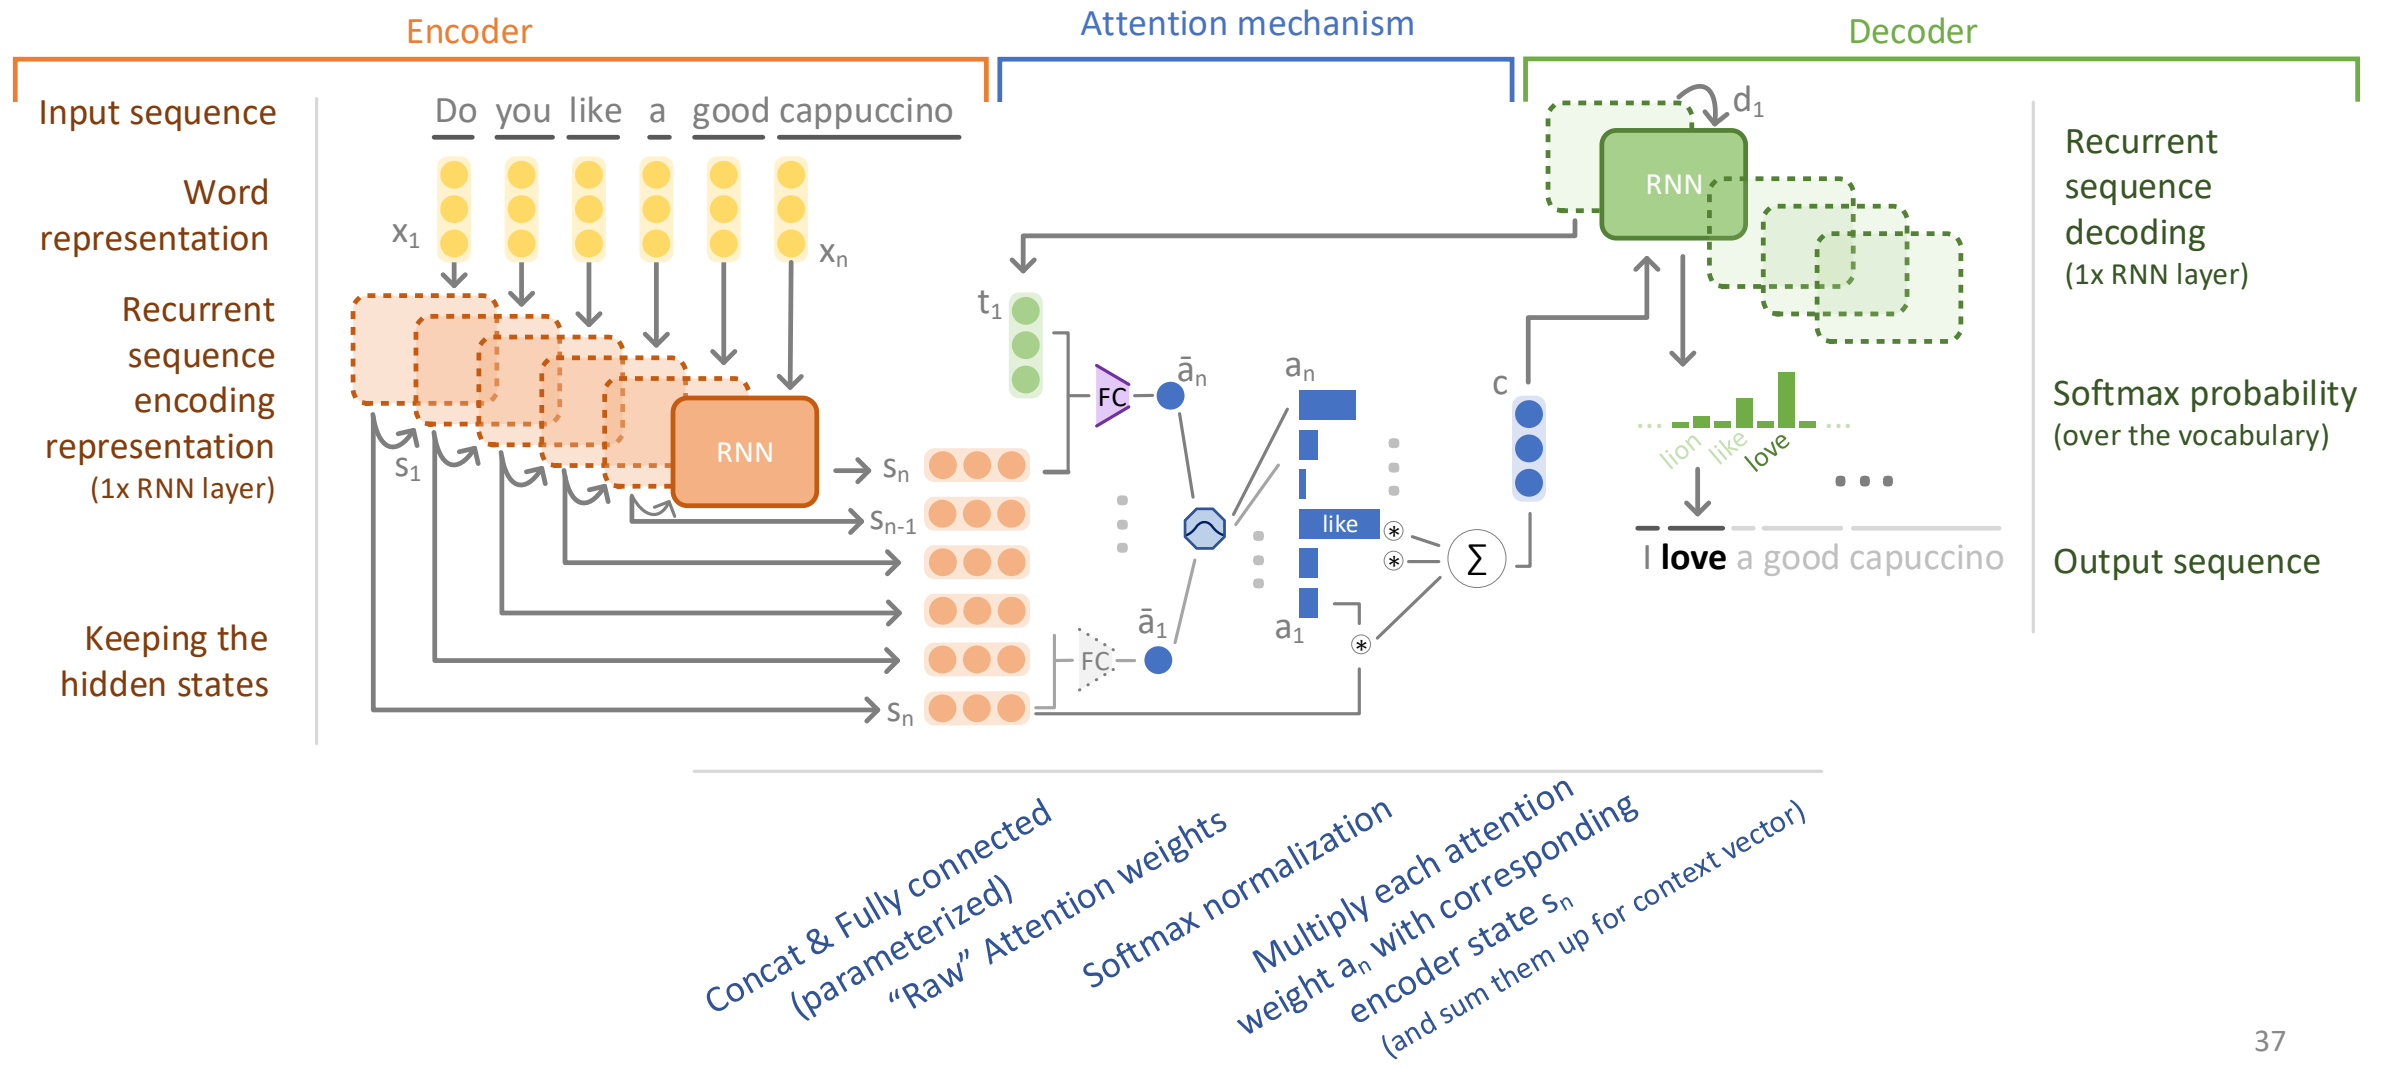 Encoder
Attention mechanism
Decoder
Input sequence
Do you like a good cappuccino
Word
representation
x1
xn
Recurrent
sequence
encoding
representation
(1x RNN layer)
RNN
s1
sn
sn-1
sn
Keeping the
hidden states
t1
FC
ān
FC
ā1
an
like
a1
*
*
*
∑
c
RNN
d1
Recurrent
sequence
decoding
(1x RNN layer)
... lion like love ...
Softmax probability
(over the vocabulary)
...
I love a good capuccino
Output sequence
Concat & Fully connected
(parameterized)
“Raw” Attention weights
Softmax normalization
Multiply each attention
weight an with corresponding
encoder state sn
(and sum them up for context vector)
37